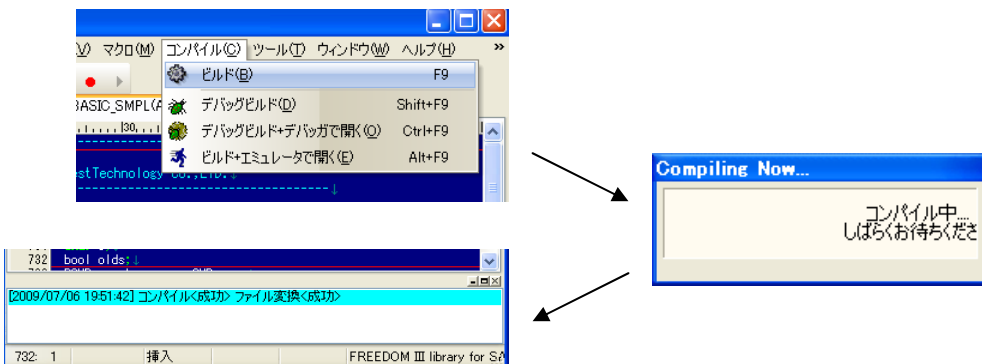 (V) マクロ(M) コンパイル(C) ツール(T) ウィンドウ(W) ヘルプ(H) »
ビルド(B) F9
BASIC_SMPL(A
デバッグビルド(D) Shift+F9
デバッグビルド+デバッガで開く(O) Ctrl+F9
ビルド+エミュレータで開く(E) Alt+F9
estTechnology Co.,LTD.↓
Compiling Now...
コンパイル中...
しばらくお待ちくださ
732 bool olds;↓
[2009/07/06 19:51:42] コンパイル<成功> ファイル変換<成功>
732: 1 挿入 FREEDOM III library for SA